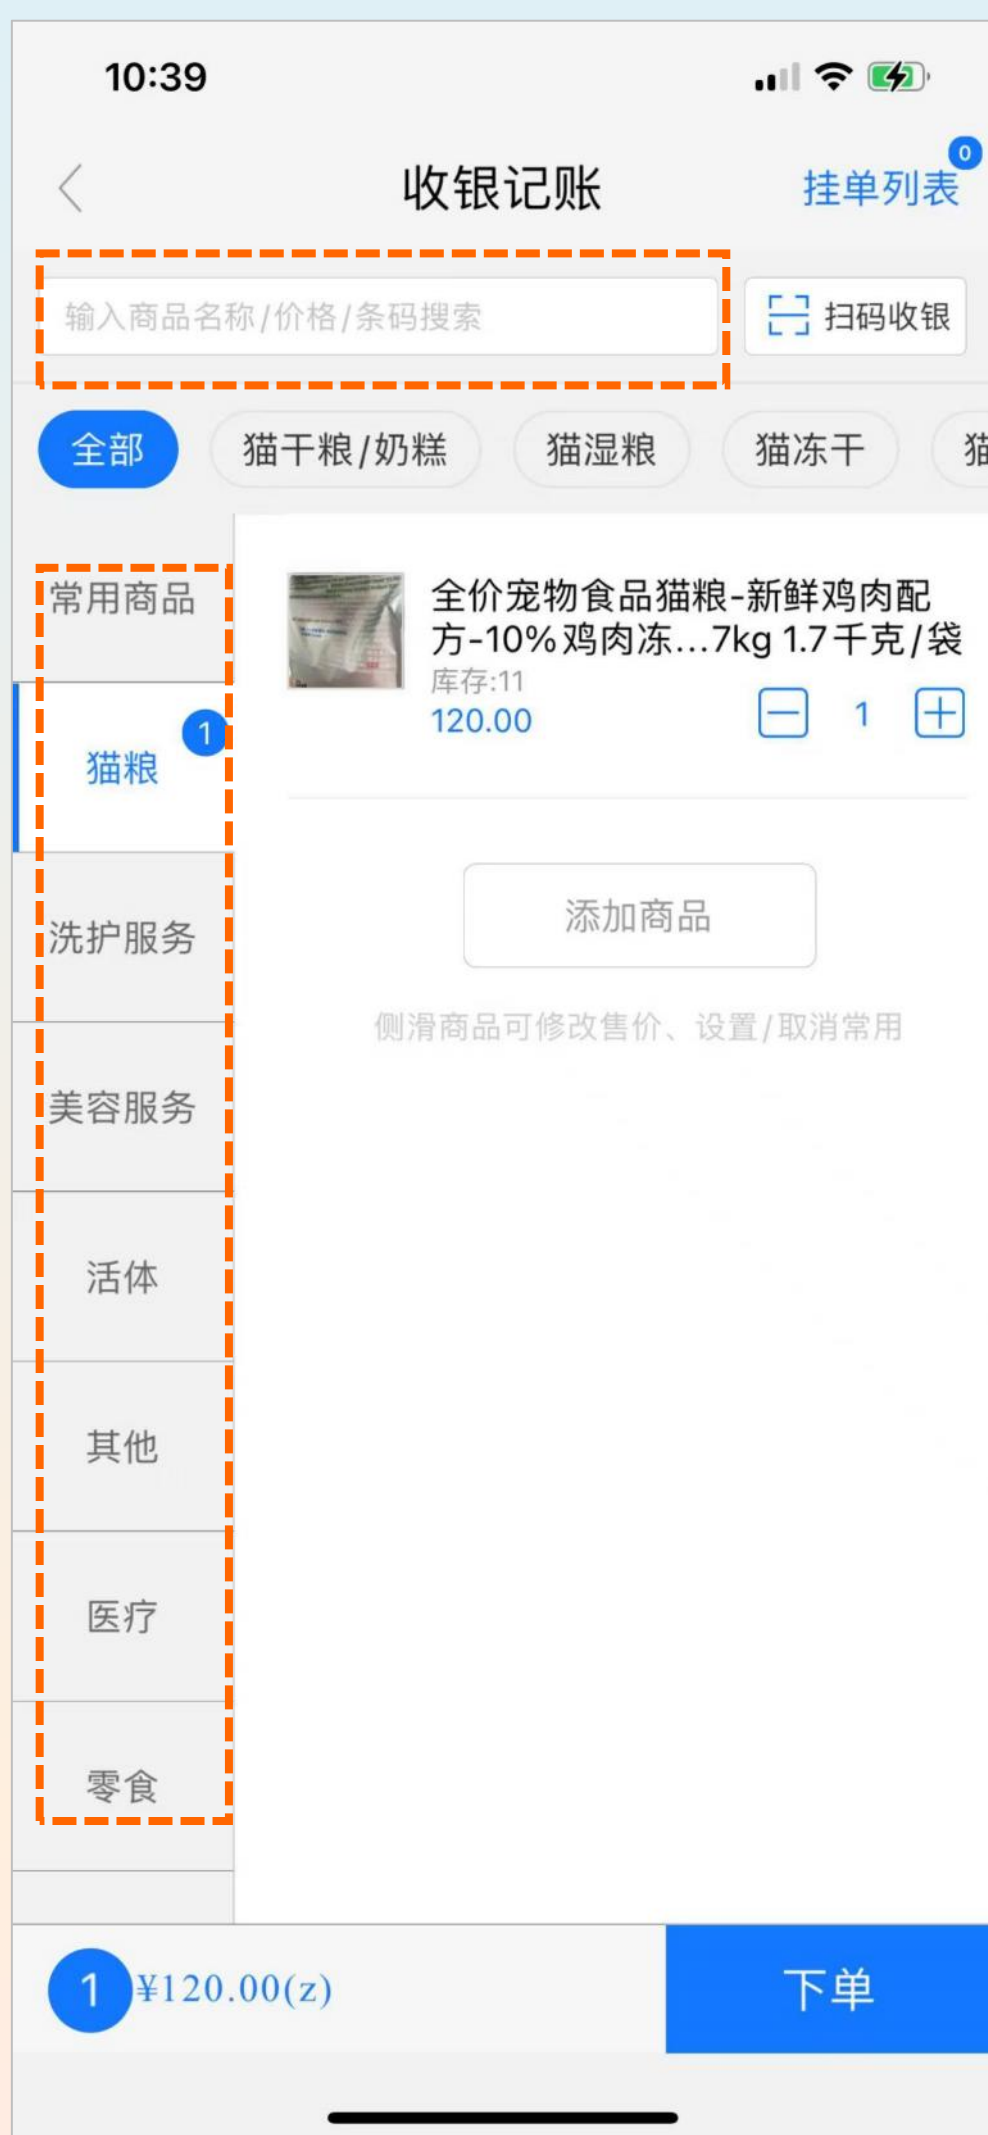 10:39
收银记账
挂单列表
0
输入商品名称/价格/条码搜索
扫码收银
全部
猫干粮/奶糕
猫湿粮
猫冻干
常用商品
猫粮
1
洗护服务
美容服务
活体
其他
医疗
零食
全价宠物食品猫粮-新鲜鸡肉配
方-10%鸡肉冻...7kg 1.7千克/袋
库存:11
120.00
1
添加商品
侧滑商品可修改售价、设置/取消常用
1
¥120.00(z)
下单